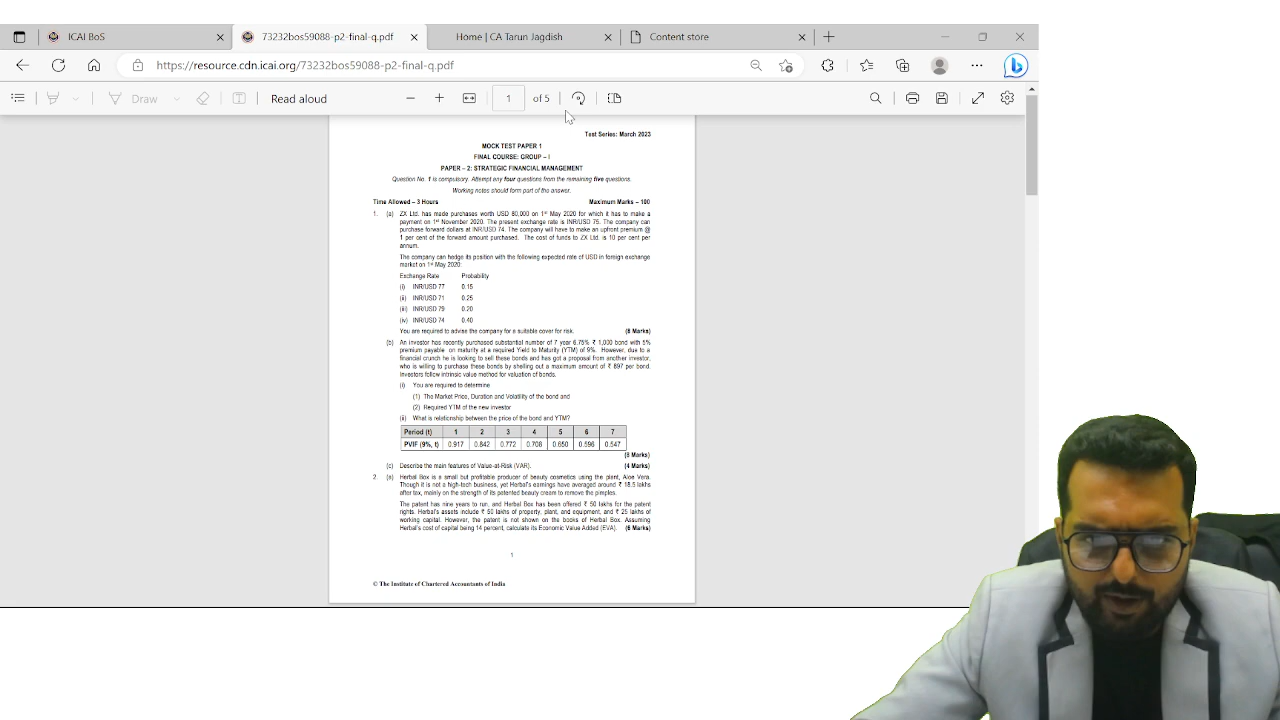 ICAI BoS
73232bos59088-p2-final-q.pdf
Home | CA Tarun Jagdish
Content store
https://resource.cdn.icai.org/73232bos59088-p2-final-q.pdf
Draw
Read aloud
1 of 5
Test Series: March 2023
MOCK TEST PAPER 1
FINAL COURSE: GROUP – I
PAPER – 2: STRATEGIC FINANCIAL MANAGEMENT
Question No. 1 is compulsory. Attempt any four questions from the remaining five questions.
Working notes should form part of the answer.
Time Allowed – 3 Hours Maximum Marks – 100
1. (a) ZX Ltd. has made purchases worth USD 80,000 on 1st May 2020 for which it has to make a
payment on 1st November 2020. The present exchange rate is INR/USD 75. The company can
purchase forward dollars at INR/USD 74. The company will have to make an upfront premium @
1 per cent of the forward amount purchased. The cost of funds to ZX Ltd. is 10 per cent per
annum.
The company can hedge its position with the following expected rate of USD in foreign exchange
market on 1st May 2020:
Exchange Rate Probability
(i) INR/USD 77 0.15
(ii) INR/USD 71 0.25
(iii) INR/USD 79 0.20
(iv) INR/USD 74 0.40
You are required to advise the company for a suitable cover for risk. (8 Marks)
(b) An investor has recently purchased substantial number of 7 year 6.75% ₹ 1,000 bond with 5%
premium payable on maturity at a required Yield to Maturity (YTM) of 9%. However, due to a
financial crunch he is looking to sell these bonds and has got a proposal from another investor,
who is willing to purchase these bonds by shelling out a maximum amount of ₹ 897 per bond.
Investors follow intrinsic value method for valuation of bonds.
(i) You are required to determine
(1) The Market Price, Duration and Volatility of the bond and
(2) Required YTM of the new investor
(ii) What is relationship between the price of the bond and YTM?
Period (t) 1 2 3 4 5 6 7
PVIF (9%, t) 0.917 0.842 0.772 0.708 0.650 0.596 0.547
(8 Marks)
(c) Describe the main features of Value-at-Risk (VAR). (4 Marks)
2. (a) Herbal Box is a small but profitable producer of beauty cosmetics using the plant, Aloe Vera.
Though it is not a high-tech business, yet Herbal's earnings have averaged around ₹ 18.5 lakhs
after tax, mainly on the strength of its patented beauty cream to remove the pimples.
The patent has nine years to run, and Herbal Box has been offered ₹ 50 lakhs for the patent
rights. Herbal's assets include ₹ 50 lakhs of property, plant, and equipment, and ₹ 25 lakhs of
working capital. However, the patent is not shown on the books of Herbal Box. Assuming
Herbal's cost of capital being 14 percent, calculate its Economic Value Added (EVA). (6 Marks)
1
© The Institute of Chartered Accountants of India